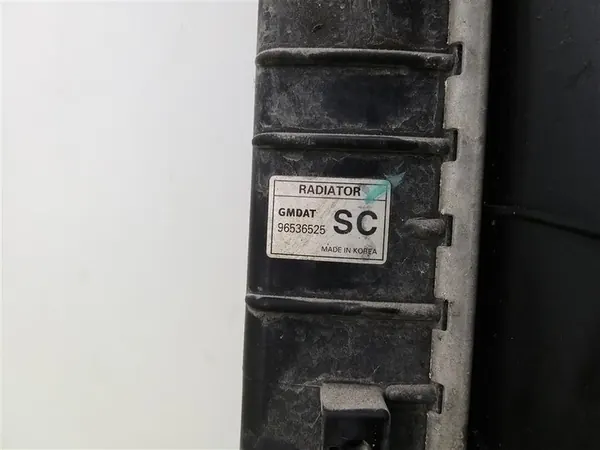 RADIATOR
GMDAT SC
96536525
MADE IN KOREA